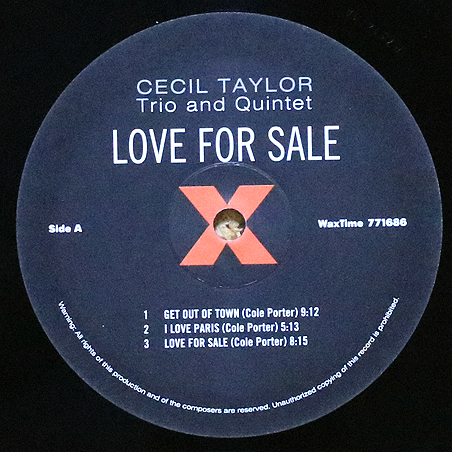 CECIL TAYLOR
Trio and Quintet
LOVE FOR SALE
X
Side A
WaxTime 771686
1 GET OUT OF TOWN (Cole Porter) 9:12
2 I LOVE PARIS (Cole Porter) 5:13
3 LOVE FOR SALE (Cole Porter) 8:15
Warning: All rights of this production and of the composers are reserved. Unauthorized copying of this record is prohibited.